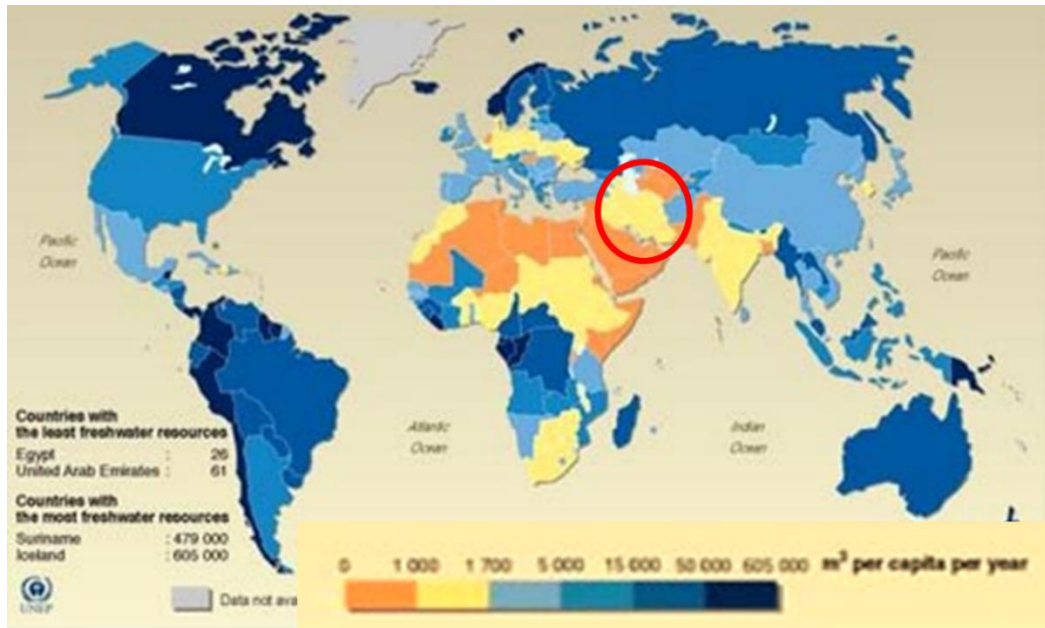 Pacific
Ocean
Pacific
Ocean
Atlantic
Ocean
Indian
Ocean
Countries with
the least freshwater resources
Egypt : 26
United Arab Emirates : 61
Countries with
the most freshwater resources
Suriname : 479 000
Iceland : 605 000
UNEP
Data not ava
0 1 000 1 700 5 000 15 000 50 000 605 000 m³ per capita per year